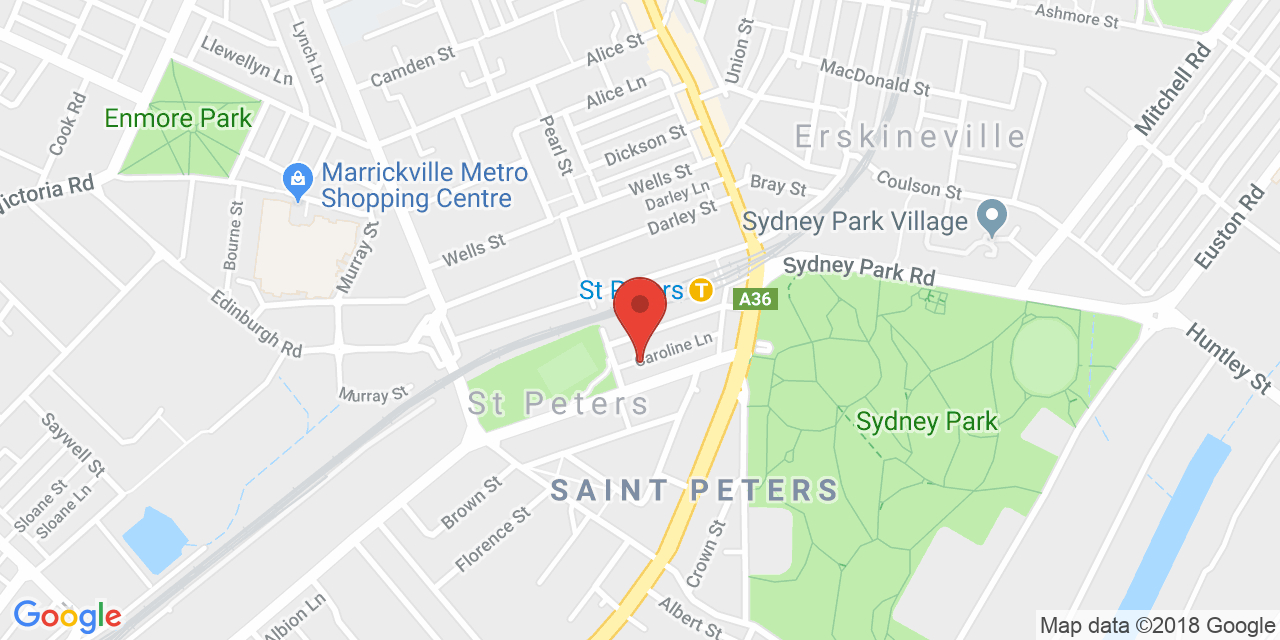 Ashmore St
Llewellyn Ln
Lynch Ln
Camden St
Alice St
Union St
MacDonald St
Mitchell Rd
Alice Ln
Enmore Park
Cook Rd
Pearl St
Dickson St
Erskineville
Marrickville Metro
Shopping Centre
Wells St
Darley Ln
Bray St
Coulson St
Victoria Rd
Darley St
Sydney Park Village
Euston Rd
Bourne St
Murray St
Wells St
Sydney Park Rd
St Peters
T
A36
Edinburgh Rd
Caroline Ln
Huntley St
Murray St
St Peters
Sydney Park
Saywell St
SAINT PETERS
Sloane St
Sloane Ln
Brown St
Florence St
Crown St
Albion Ln
Albert St
Google
Map data ©2018 Google